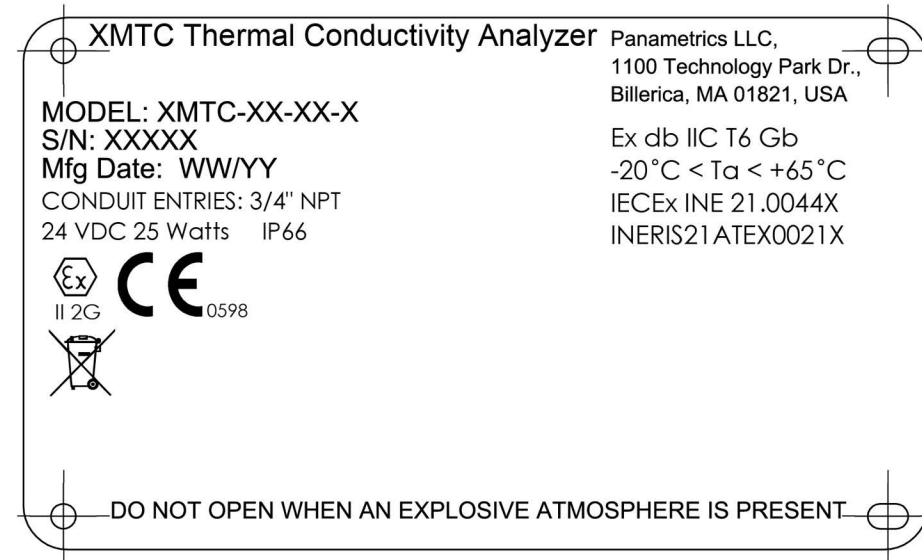 XMTC Thermal Conductivity Analyzer
Panametrics LLC,
1100 Technology Park Dr.,
Billerica, MA 01821, USA
MODEL: XMTC-XX-XX-X
S/N: XXXXX
Mfg Date: WW/YY
CONDUIT ENTRIES: 3/4" NPT
24 VDC 25 Watts IP66
Ex db IIC T6 Gb
-20°C < Ta < +65°C
IECEx INE 21.0044X
INERIS21ATEX0021X
Ex
II 2G
CE 0598
DO NOT OPEN WHEN AN EXPLOSIVE ATMOSPHERE IS PRESENT